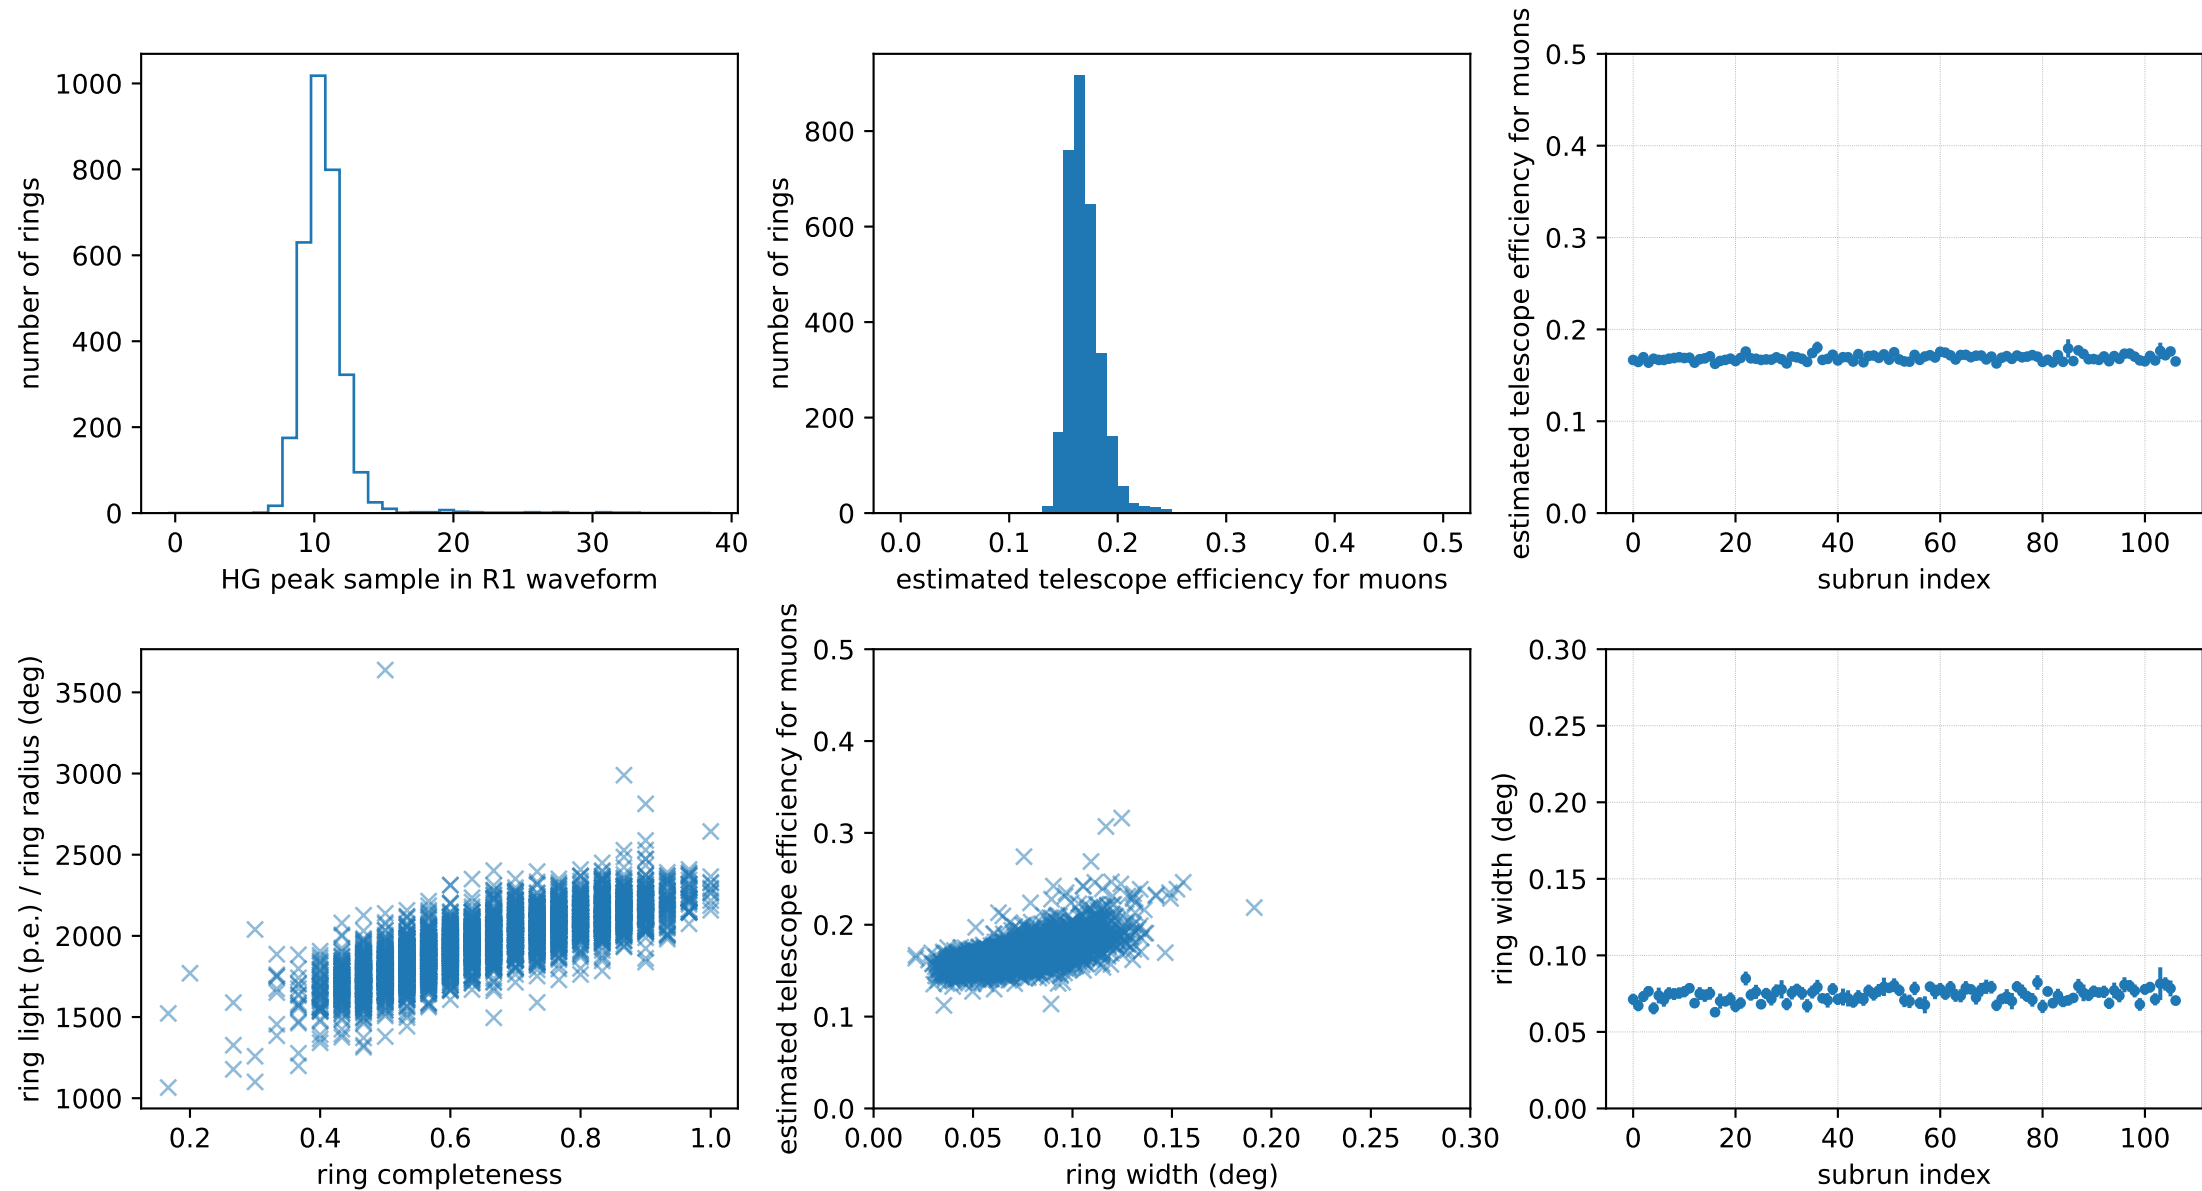 number of rings
1000
800
600
400
200
0
0 10 20 30 40
HG peak sample in R1 waveform
number of rings
800
600
400
200
0
0.0 0.1 0.2 0.3 0.4 0.5
estimated telescope efficiency for muons
estimated telescope efficiency for muons
0.5
0.4
0.3
0.2
0.1
0.0
0 20 40 60 80 100
subrun index
ring light (p.e.) / ring radius (deg)
3500
3000
2500
2000
1500
1000
0.2 0.4 0.6 0.8 1.0
ring completeness
estimated telescope efficiency for muons
0.5
0.4
0.3
0.2
0.1
0.0
0.00 0.05 0.10 0.15 0.20 0.25 0.30
ring width (deg)
ring width (deg)
0.30
0.25
0.20
0.15
0.10
0.05
0.00
0 20 40 60 80 100
subrun index